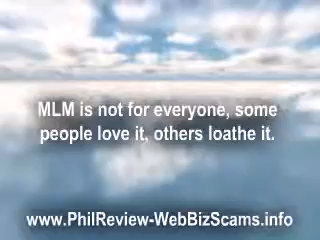 MLM is not for everyone, some
people love it, others loathe it.
www.PhilReview-WebBizScams.info